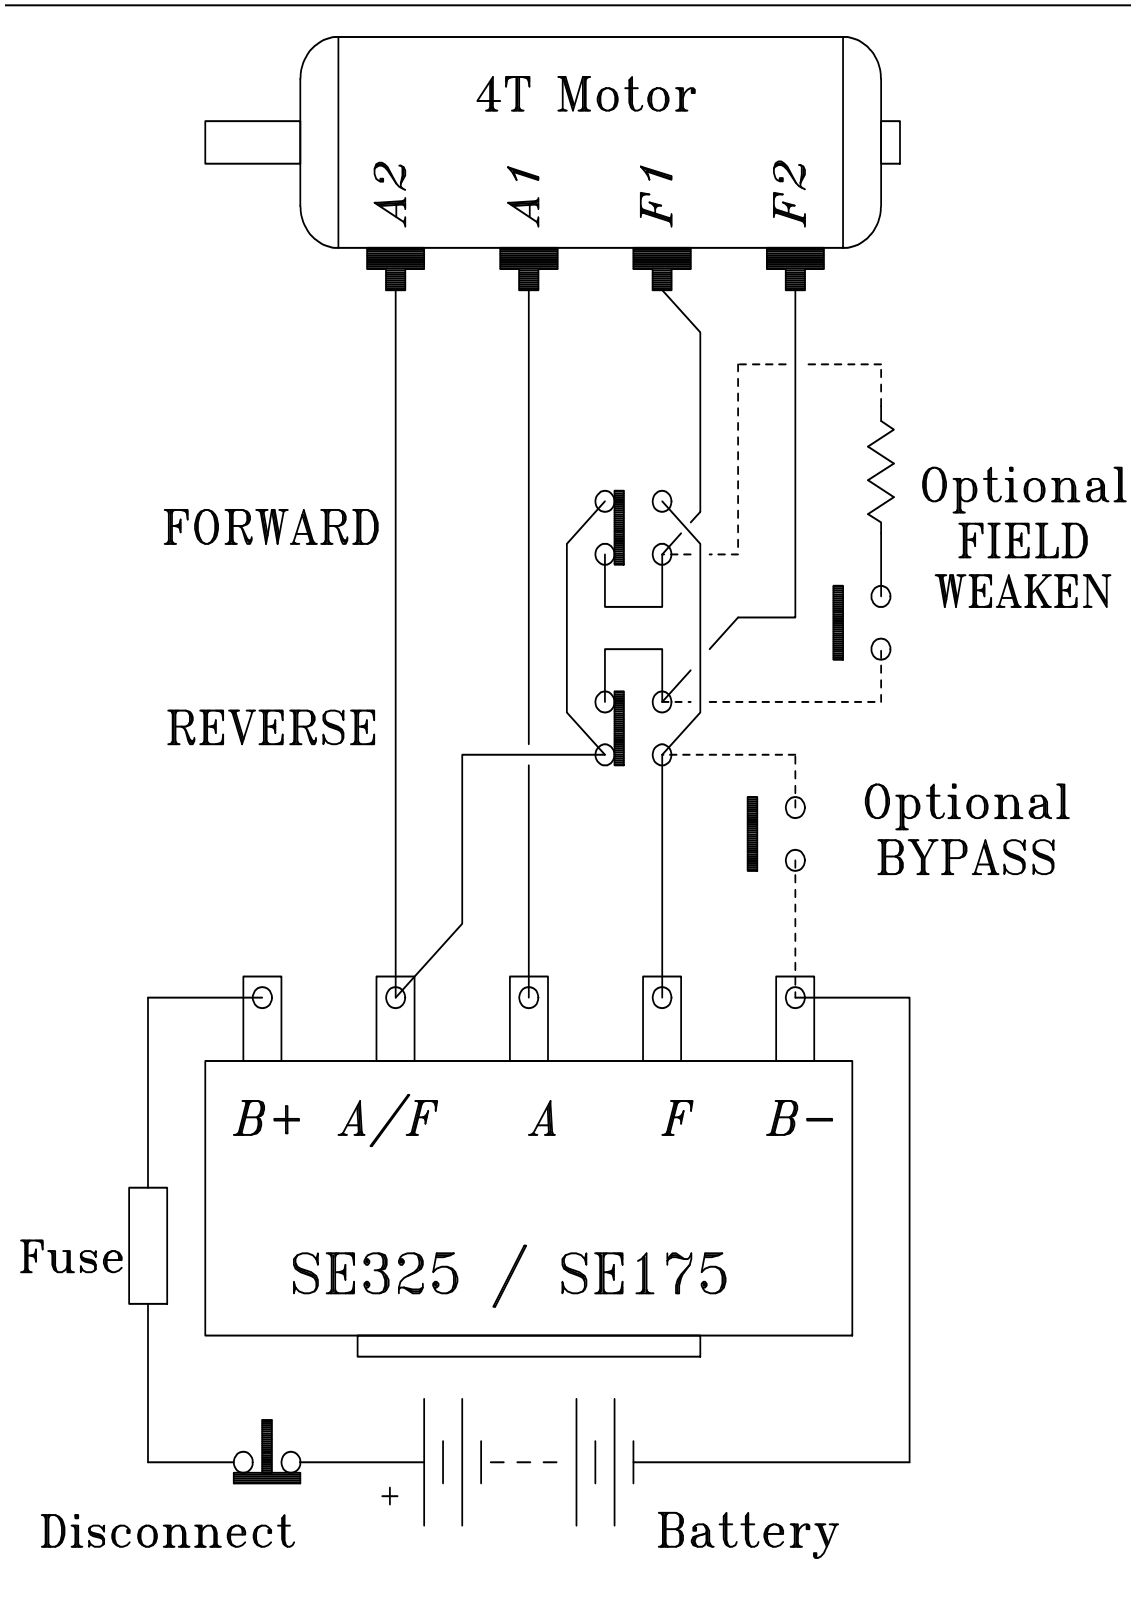 4T Motor
A2
A1
F1
F2
FORWARD
Optional
FIELD
WEAKEN
REVERSE
Optional
BYPASS
B+
A/F
A
F
B-
Fuse
SE325 / SE175
+
Disconnect
Battery